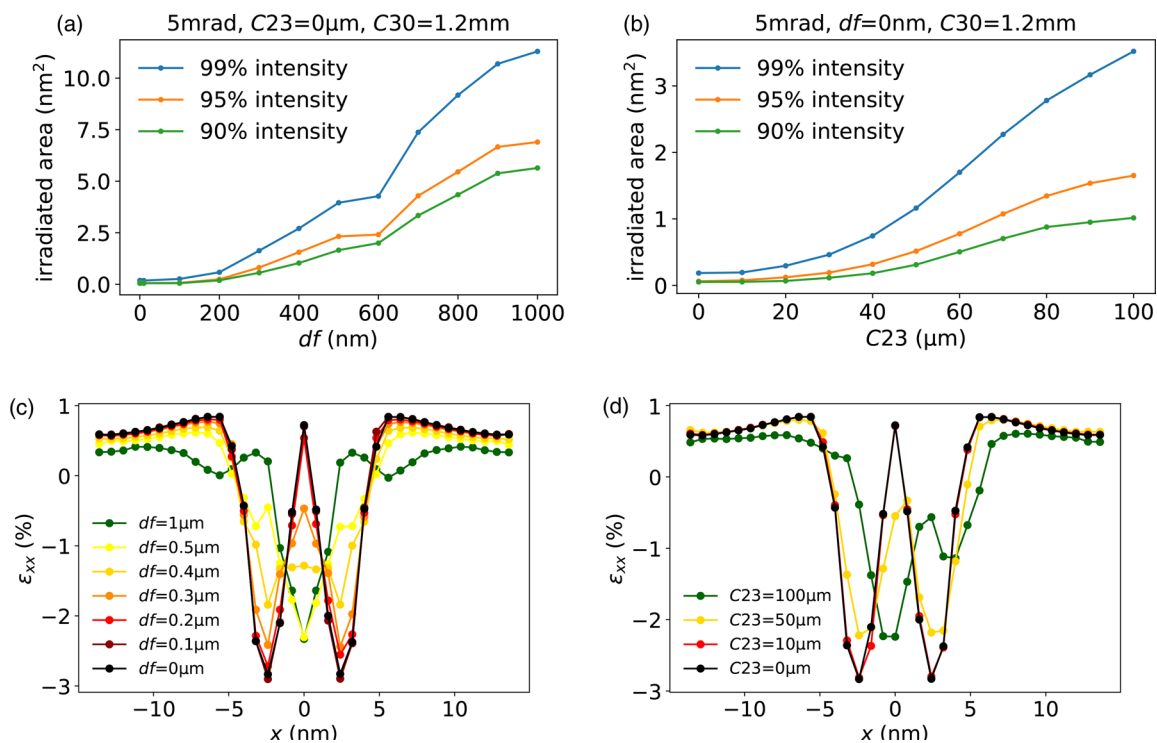 (a)
5mrad, C23=0µm, C30=1.2mm
irradiated area (nm²)
10.0
7.5
5.0
2.5
0.0
99% intensity
95% intensity
90% intensity
0
200
400
600
800
1000
df (nm)
(b)
5mrad, df=0nm, C30=1.2mm
irradiated area (nm²)
3
2
1
0
99% intensity
95% intensity
90% intensity
0
20
40
60
80
100
C23 (µm)
(c)
εxx (%)
1
0
−1
−2
−3
df=1µm
df=0.5µm
df=0.4µm
df=0.3µm
df=0.2µm
df=0.1µm
df=0µm
−10
−5
0
5
10
x (nm)
(d)
εxx (%)
1
0
−1
−2
−3
C23=100µm
C23=50µm
C23=10µm
C23=0µm
−10
−5
0
5
10
x (nm)